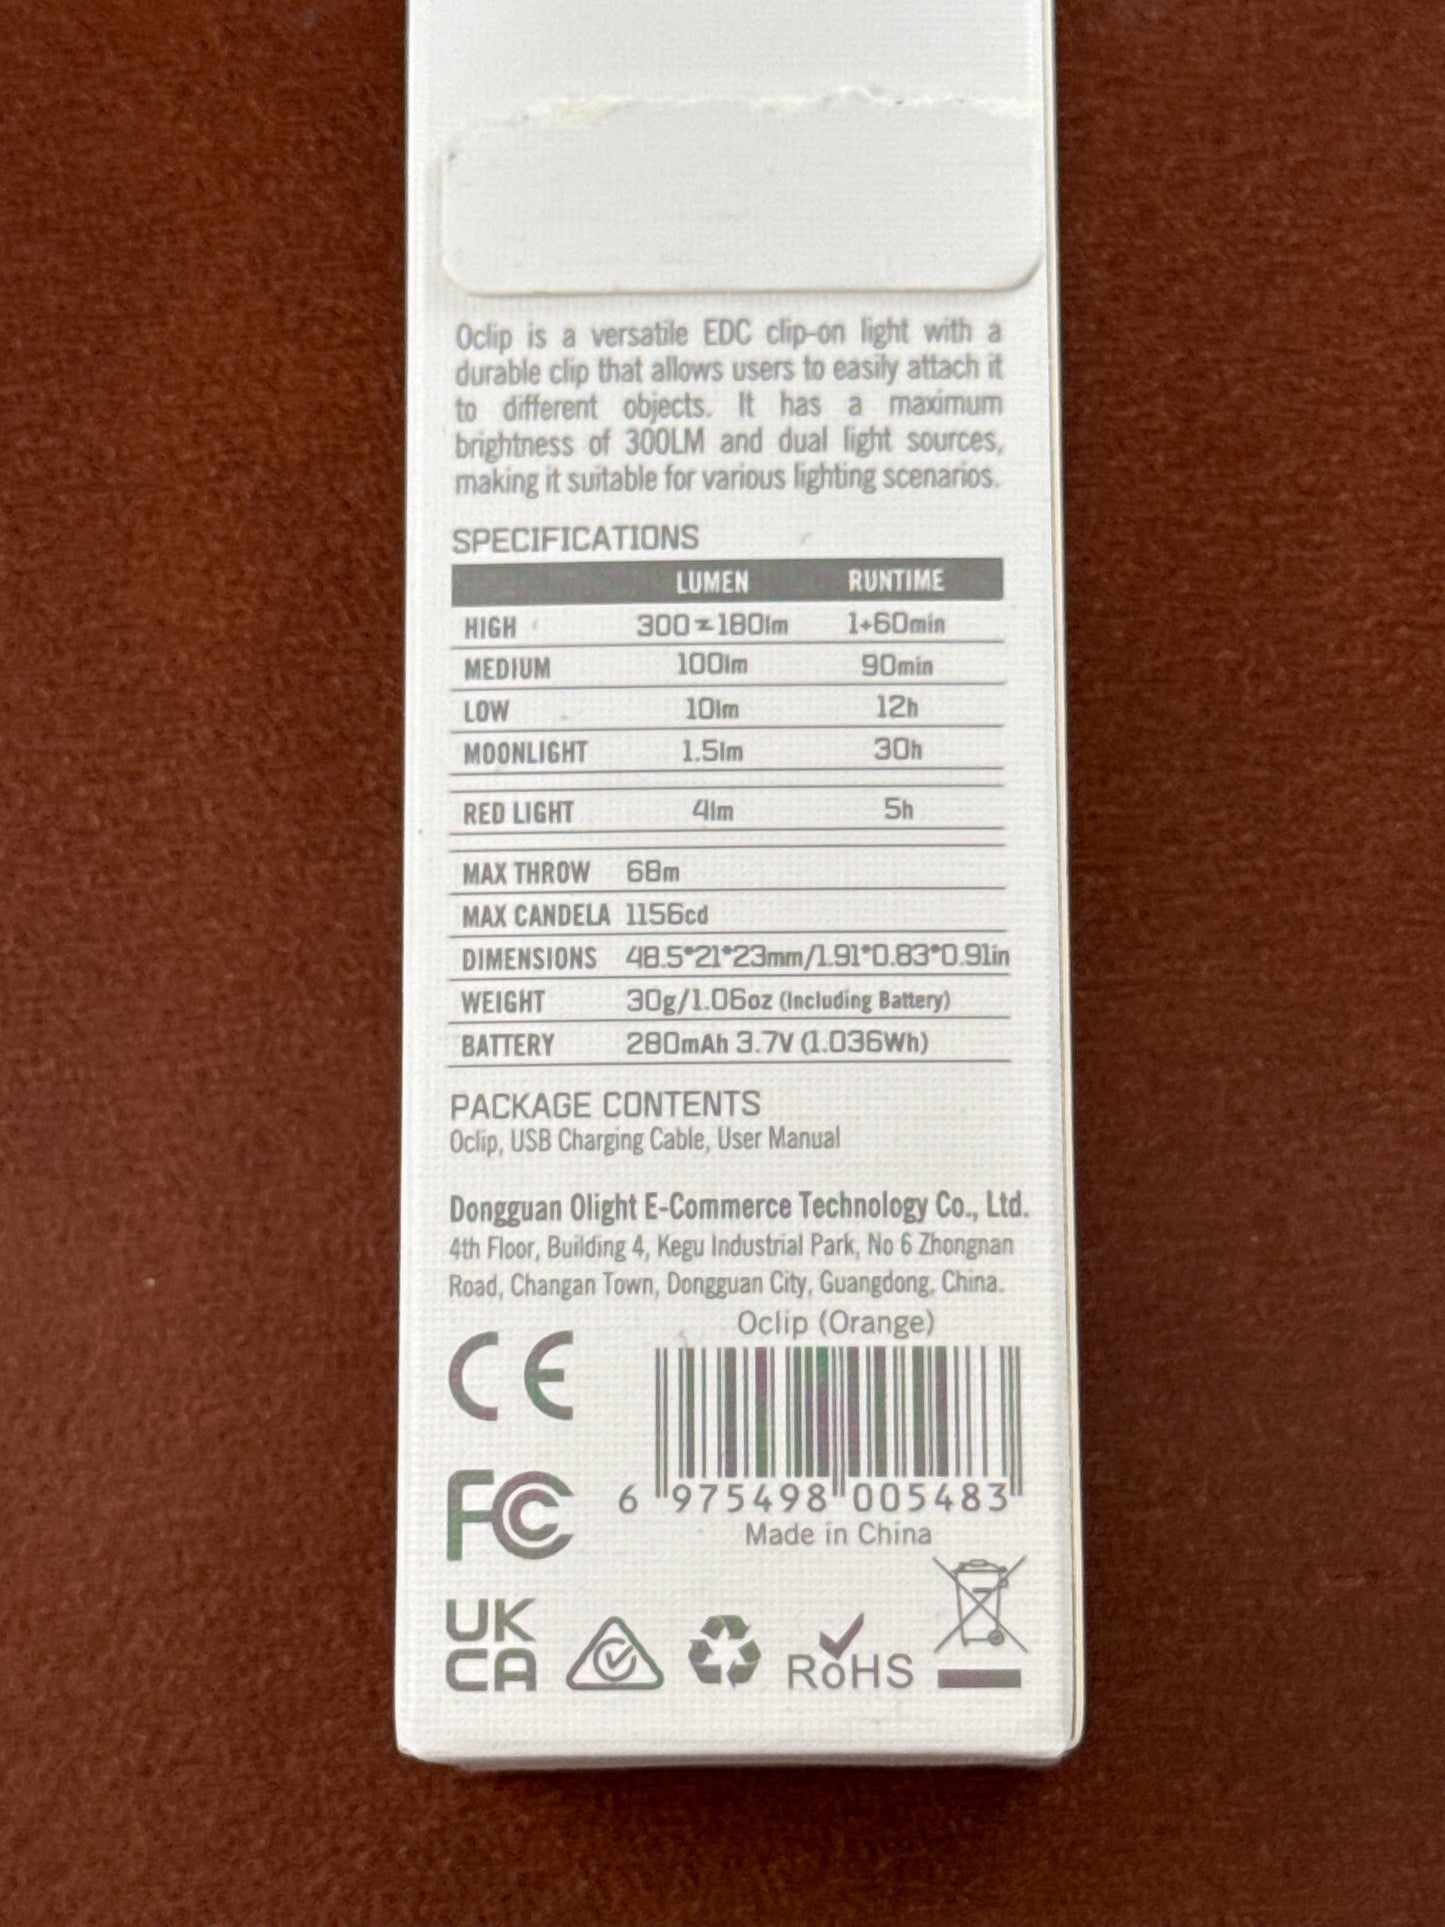 Oclip is a versatile EDC clip-on light with a
durable clip that allows users to easily attach it
to different objects. It has a maximum
brightness of 300LM and dual light sources,
making it suitable for various lighting scenarios.
SPECIFICATIONS
LUMEN RUNTIME
HIGH 300~180lm 1+60min
MEDIUM 100lm 90min
LOW 10lm 12h
MOONLIGHT 1.5lm 30h
RED LIGHT 4lm 5h
MAX THROW 68m
MAX CANDELA 1156cd
DIMENSIONS 48.5*21*23mm/1.91*0.83*0.91in
WEIGHT 30g/1.06oz (Including Battery)
BATTERY 280mAh 3.7V (1.036Wh)
PACKAGE CONTENTS
Oclip, USB Charging Cable, User Manual
Dongguan Olight E-Commerce Technology Co., Ltd.
4th Floor, Building 4, Kegu Industrial Park, No 6 Zhongnan
Road, Changan Town, Dongguan City, Guangdong, China.
Oclip (Orange)
CE
6 975498 005483
FCC
Made in China
UK
CA
RoHS